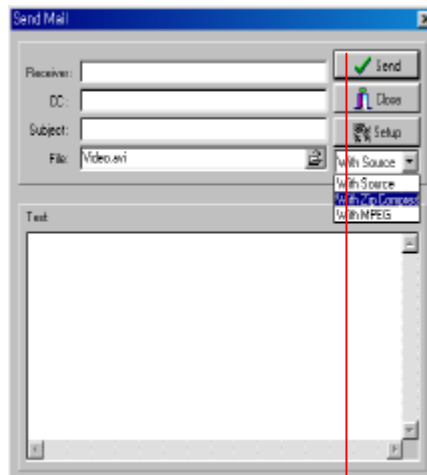 Send Mail
Receiver:
Send
CC:
Close
Subject:
Setup
File:
Video.avi
With Source
With Source
With Zip Compress
With MPEG
Text